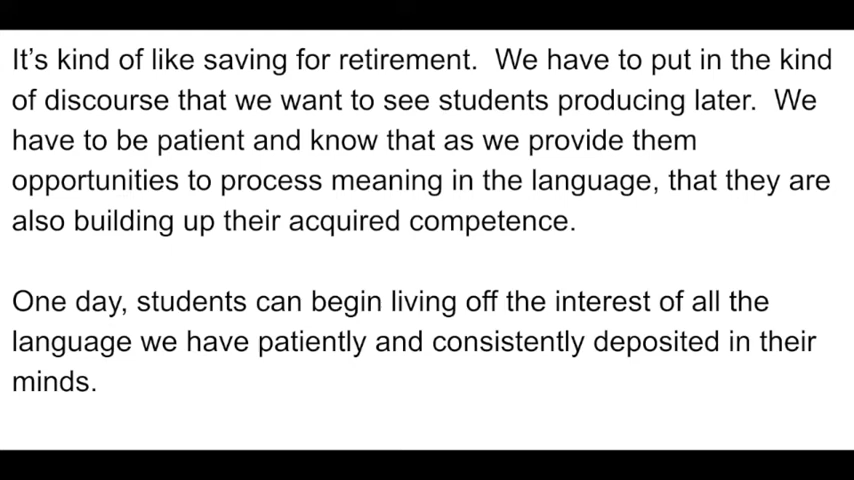 It’s kind of like saving for retirement.  We have to put in the kind
of discourse that we want to see students producing later.  We
have to be patient and know that as we provide them
opportunities to process meaning in the language, that they are
also building up their acquired competence.
One day, students can begin living off the interest of all the
language we have patiently and consistently deposited in their
minds.